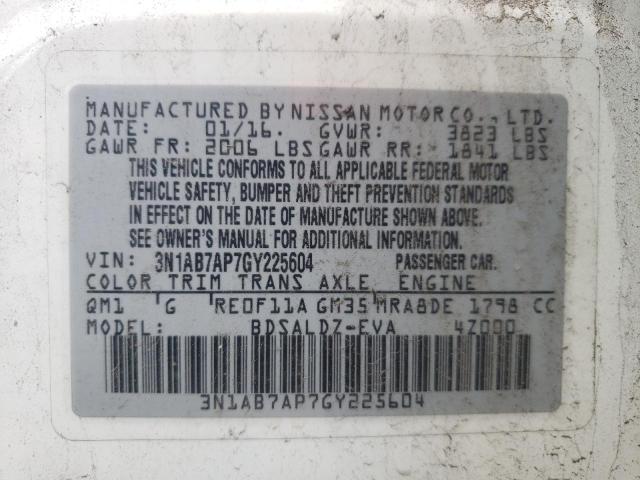 MANUFACTURED BY NISSAN MOTOR CO., LTD.
DATE: 01/16. GVWR: 3823 LBS
GAWR FR: 2006 LBS GAWR RR: 1841 LBS
THIS VEHICLE CONFORMS TO ALL APPLICABLE FEDERAL MOTOR
VEHICLE SAFETY, BUMPER AND THEFT PREVENTION STANDARDS
IN EFFECT ON THE DATE OF MANUFACTURE SHOWN ABOVE.
SEE OWNER'S MANUAL FOR ADDITIONAL INFORMATION.
VIN: 3N1AB7AP7GY225604 PASSENGER CAR.
COLOR TRIM TRANS AXLE ENGINE
QM1 G RE0F11A GM35 MRA8DE 1798 CC
MODEL: BDSALDZ-EVA 4Z000
3N1AB7AP7GY225604